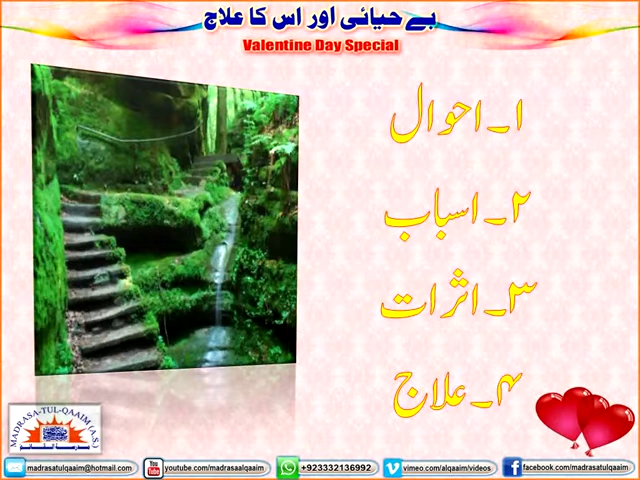 بے حیائی اور اس کا علاج
Valentine Day Special
۱۔احوال
۲۔اسباب
۳۔اثرات
۴۔علاج
MADRASA-TUL-QAAIM (A.S.)
madrasatulqaaim@hotmail.com
youtube.com/madrasaalqaaim
+923332136992
vimeo.com/alqaaim/videos
facebook.com/madrasatulqaaim